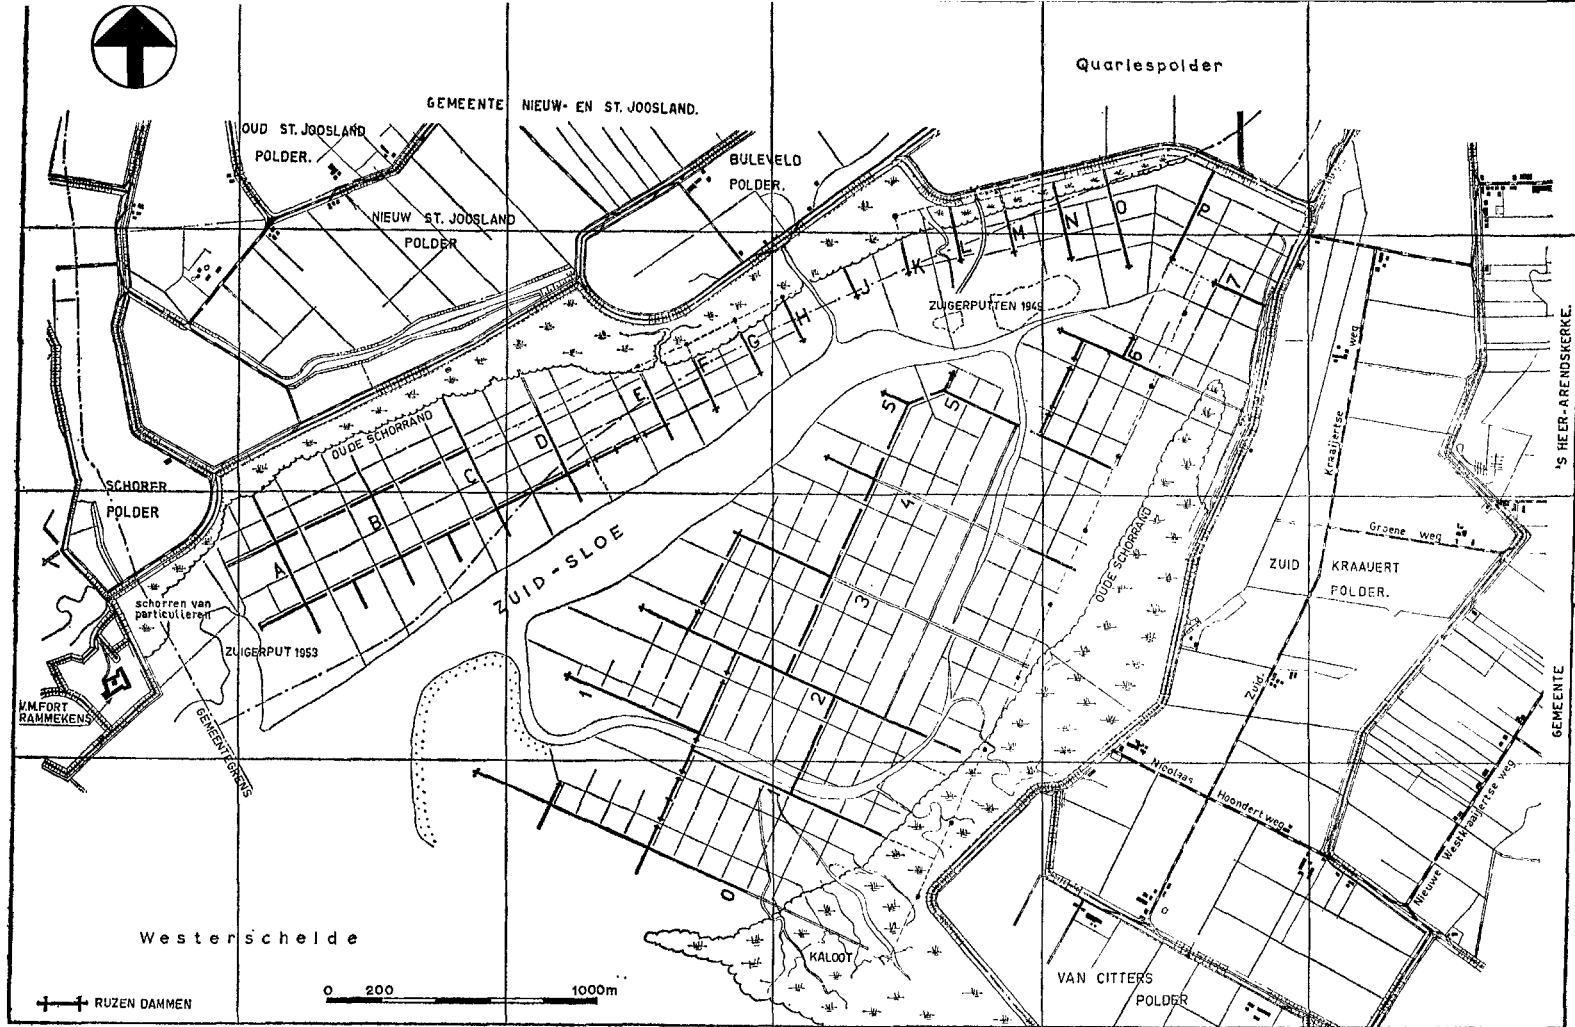 Quarlespolder
GEMEENTE NIEUW- EN ST. JOOSLAND.
OUD ST. JOOSLAND
POLDER.
BULEVELD
POLDER.
NIEUW ST. JOOSLAND
POLDER
ZUIGERPUTTEN 1949
A
B
C
D
E
F
G
H
J
K
L
M
N
O
P
7
6
5
5
4
3
2
1
0
OUDE SCHORRAND
ZUID-SLOE
OUDE SCHORRAND
SCHORER
POLDER
schorren van
particulieren
ZUIGERPUT 1953
V.M.FORT
RAMMEKENS
GEMEENTEGRENS
Kraaijertse weg
Zuid.
Groene weg
ZUID KRAAIJERT
POLDER.
'S HEER-ARENDSKERKE.
GEMEENTE
Nicolaas Hoondert weg
Nieuwe Westkraaijertse weg
Westerschelde
KALOOT
VAN CITTERS
POLDER
RIJZEN DAMMEN
0 200 1000m